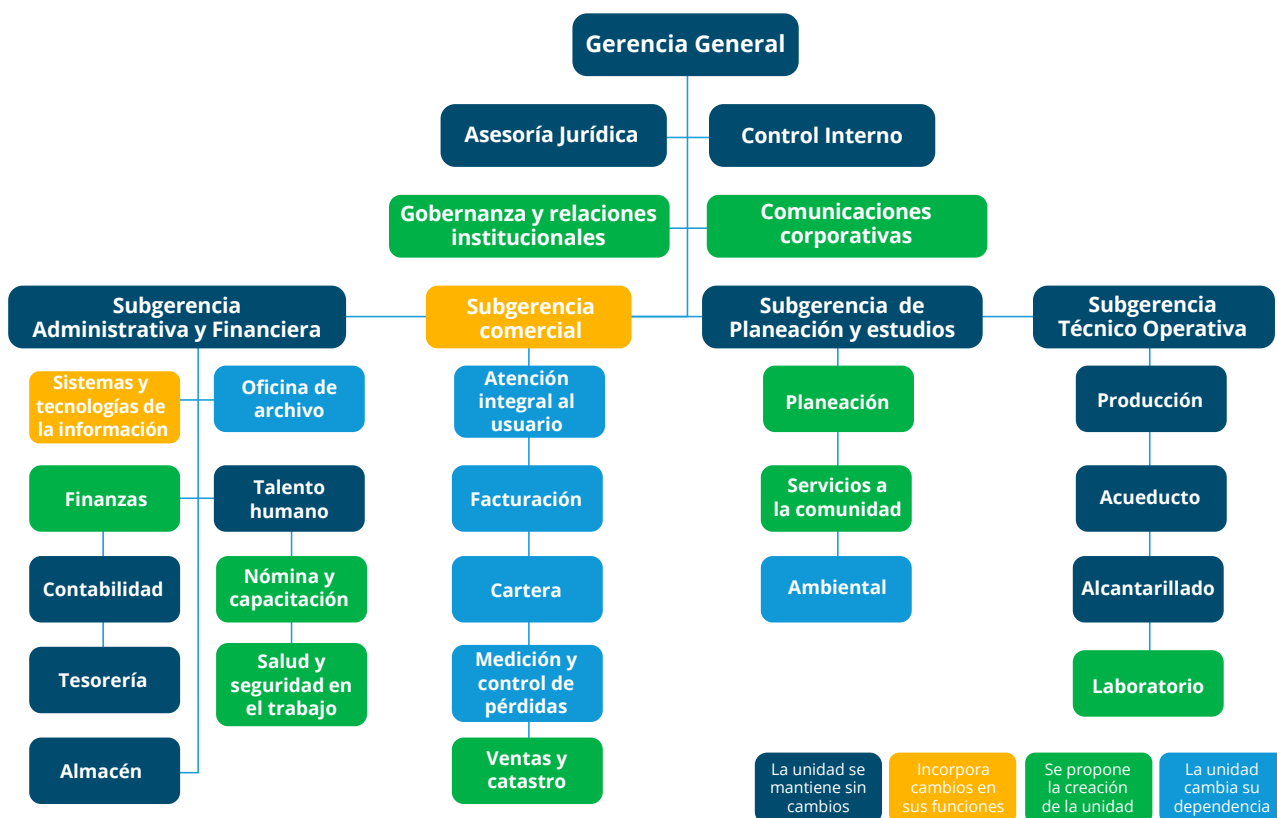 Gerencia General
Asesoría Jurídica
Control Interno
Gobernanza y relaciones
institucionales
Comunicaciones
corporativas
Subgerencia
Administrativa y Financiera
Subgerencia
comercial
Subgerencia de
Planeación y estudios
Subgerencia
Técnico Operativa
Sistemas y
tecnologías de
la información
Oficina de
archivo
Finanzas
Talento
humano
Contabilidad
Nómina y
capacitación
Tesorería
Salud y
seguridad en
el trabajo
Almacén
Atención
integral al
usuario
Facturación
Cartera
Medición y
control de
pérdidas
Ventas y
catastro
Planeación
Servicios a
la comunidad
Ambiental
Producción
Acueducto
Alcantarillado
Laboratorio
La unidad se
mantiene sin
cambios
Incorpora
cambios en
sus funciones
Se propone
la creación
de la unidad
La unidad
cambia su
dependencia